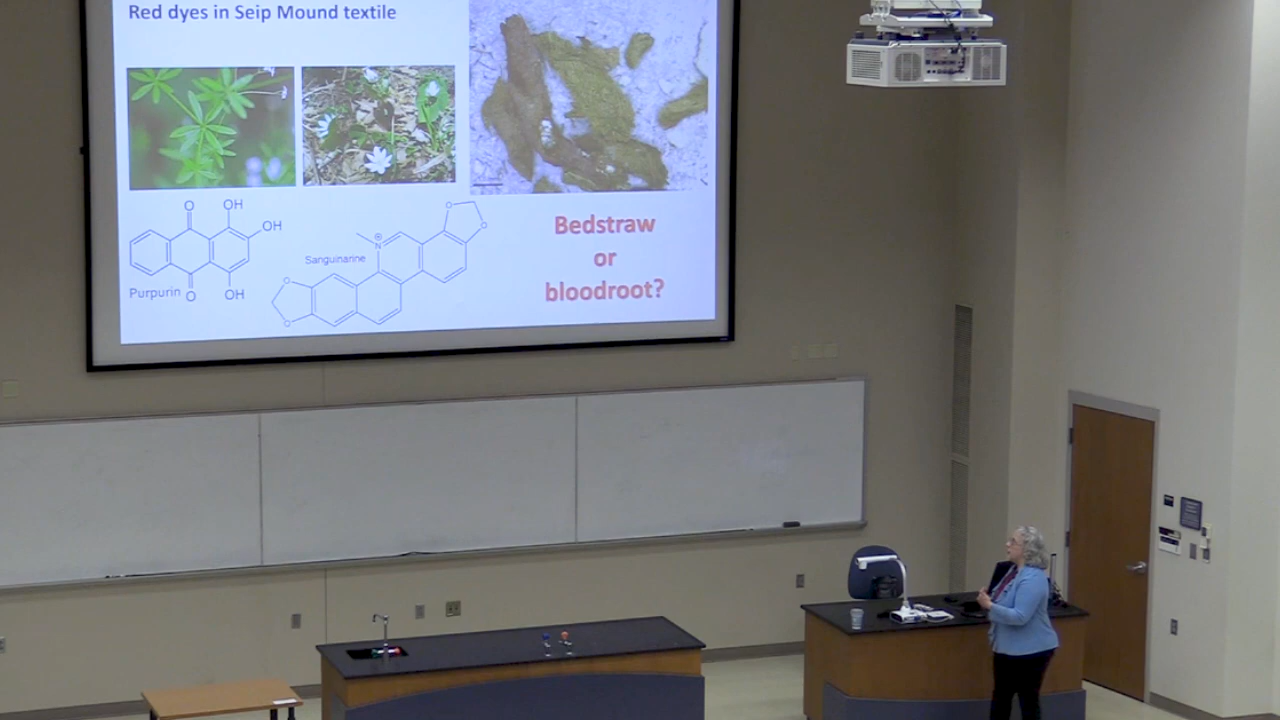 Red dyes in Seip Mound textile
O
OH
OH
O
OH
Purpurin
Sanguinarine
N
+
O
O
O
O
Bedstraw
or
bloodroot?